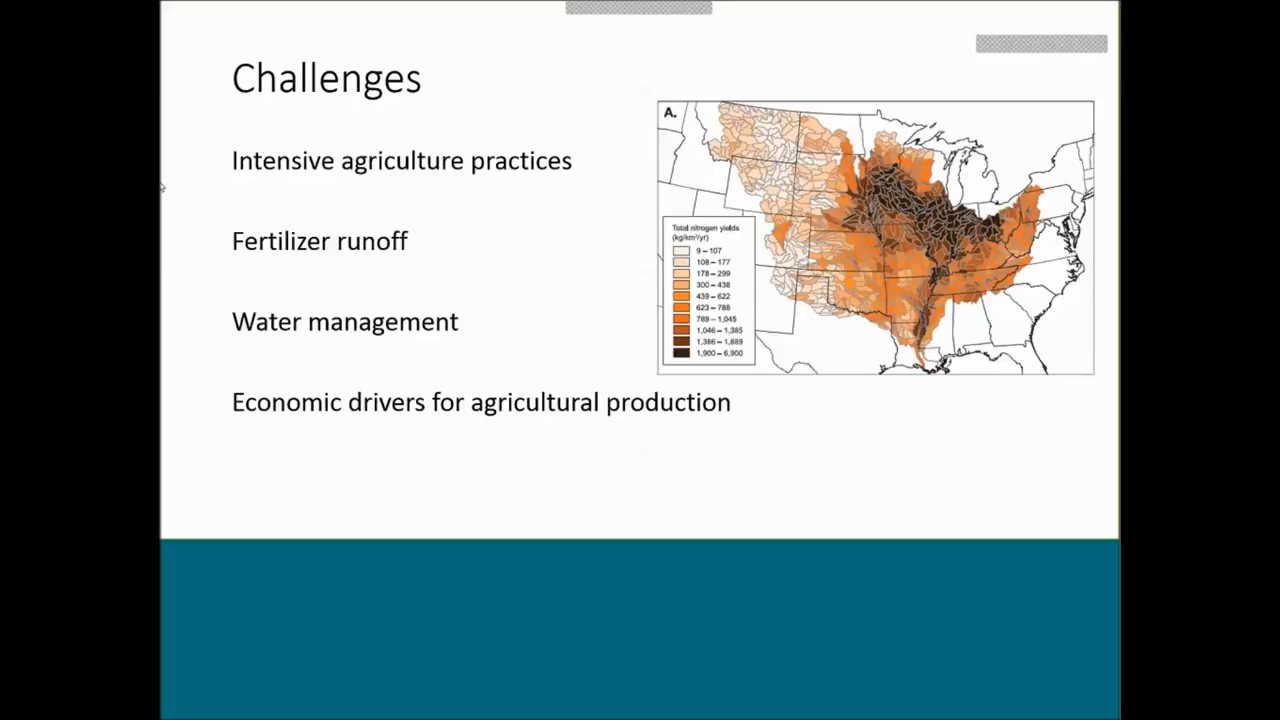 Challenges
Intensive agriculture practices
Fertilizer runoff
Water management
Economic drivers for agricultural production
A.
Total nitrogen yields
(kg/km²/yr)
9 – 107
108 – 177
178 – 299
300 – 438
439 – 622
623 – 788
789 – 1,045
1,046 – 1,385
1,386 – 1,889
1,900 – 6,900